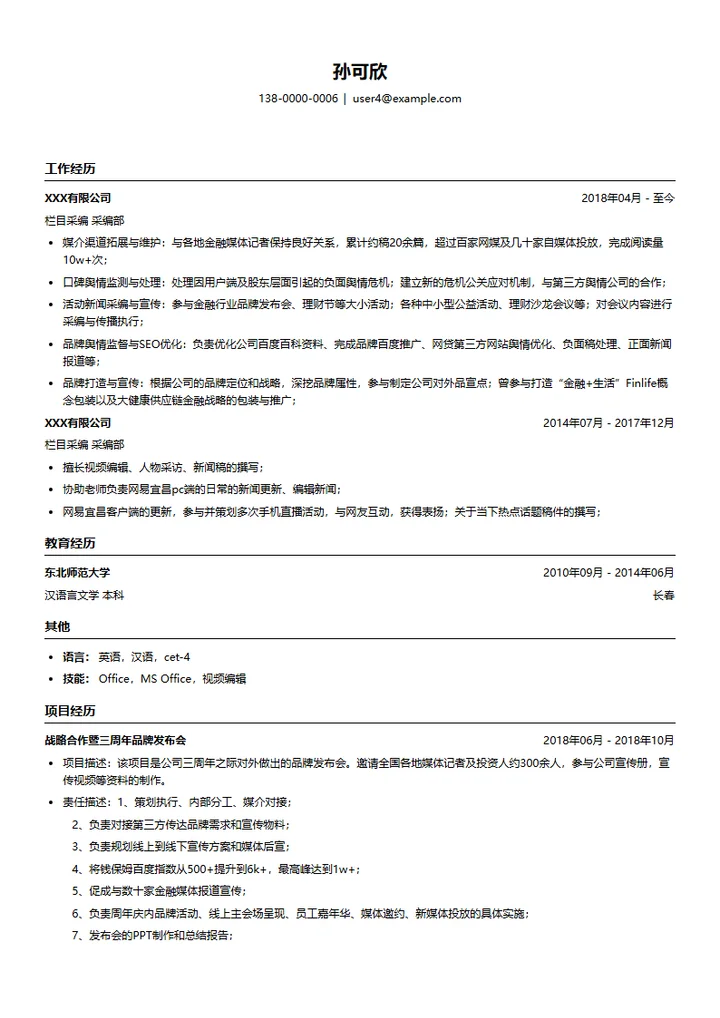 孙可欣
138-0000-0006 | user4@example.com
工作经历
XXX有限公司 2018年04月 - 至今
栏目采编 采编部
• 媒介渠道拓展与维护：与各地金融媒体记者保持良好关系，累计约稿20余篇，超过百家网媒及几十家自媒体投放，完成阅读量
10w+次；
• 口碑舆情监测与处理：处理因用户端及股东层面引起的负面舆情危机；建立新的危机公关应对机制，与第三方舆情公司的合作；
• 活动新闻采编与宣传：参与金融行业品牌发布会、理财节等大小活动；各种中小型公益活动、理财沙龙会议等；对会议内容进行
采编与传播执行；
• 品牌舆情监督与SEO优化：负责优化公司百度百科资料、完成品牌百度推广、网贷第三方网站舆情优化、负面稿处理、正面新闻
报道等；
• 品牌打造与宣传：根据公司的品牌定位和战略，深挖品牌属性，参与制定公司对外品宣点；曾参与打造“金融+生活”Finlife概
念包装以及大健康供应链金融战略的包装与推广；
XXX有限公司 2014年07月 - 2017年12月
栏目采编 采编部
• 擅长视频编辑、人物采访、新闻稿的撰写；
• 协助老师负责网易宜昌pc端的日常的新闻更新、编辑新闻；
• 网易宜昌客户端的更新，参与并策划多次手机直播活动，与网友互动，获得表扬；关于当下热点话题稿件的撰写；
教育经历
东北师范大学 2010年09月 - 2014年06月
汉语言文学 本科 长春
其他
• 语言： 英语，汉语，cet-4
• 技能： Office，MS Office，视频编辑
项目经历
战略合作暨三周年品牌发布会 2018年06月 - 2018年10月
• 项目描述：该项目是公司三周年之际对外做出的品牌发布会。邀请全国各地媒体记者及投资人约300余人，参与公司宣传册，宣
传视频等资料的制作。
• 责任描述：1、策划执行、内部分工、媒介对接；
2、负责对接第三方传达品牌需求和宣传物料；
3、负责规划线上到线下宣传方案和媒体后宣；
4、将钱保姆百度指数从500+提升到6k+，最高峰达到1w+；
5、促成与数十家金融媒体报道宣传；
6、负责周年庆内品牌活动、线上主会场呈现、员工嘉年华、媒体邀约、新媒体投放的具体实施；
7、发布会的PPT制作和总结报告；